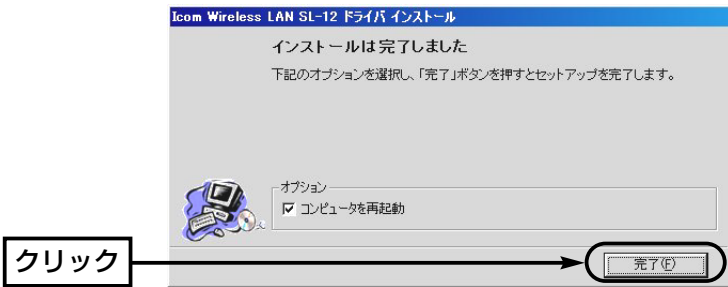 Icom Wireless LAN SL-12 ドライバ インストール
インストールは完了しました
下記のオプションを選択し、「完了」ボタンを押すとセットアップを完了します。
オプション
コンピュータを再起動
クリック
完了(F)